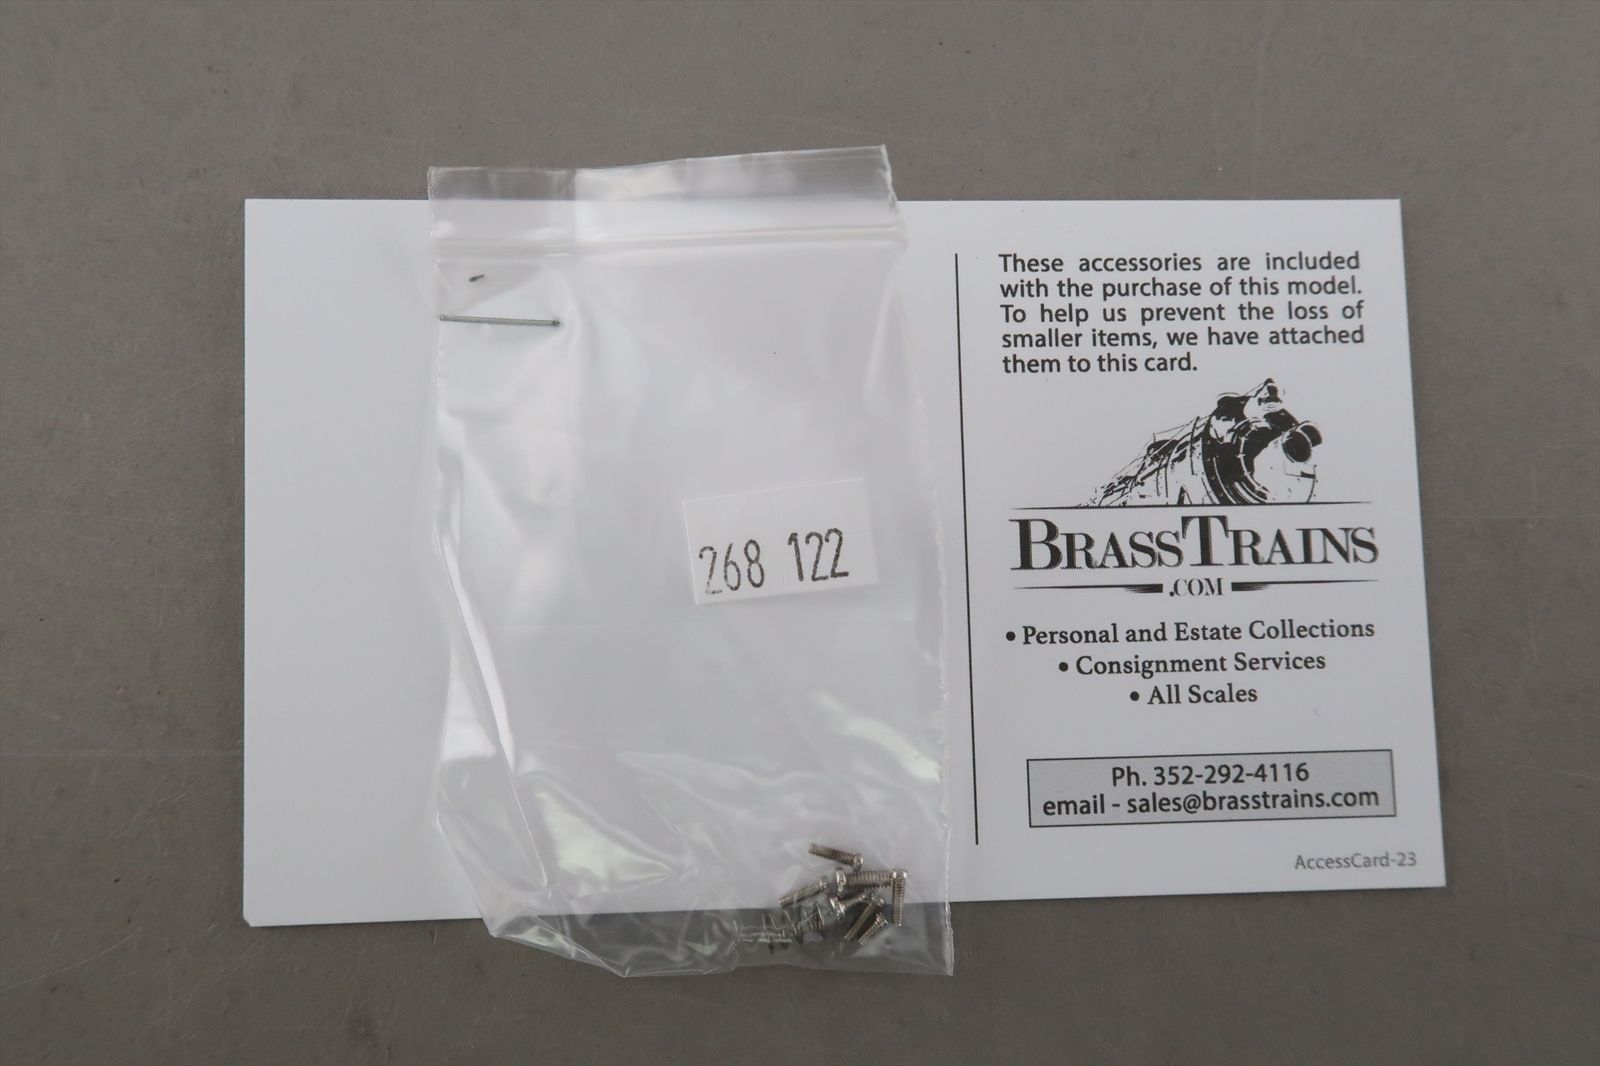 268 122
These accessories are included
with the purchase of this model.
To help us prevent the loss of
smaller items, we have attached
them to this card.
BRASSTRAINS
.COM
• Personal and Estate Collections
• Consignment Services
• All Scales
Ph. 352-292-4116
email - sales@brasstrains.com
AccessCard-23